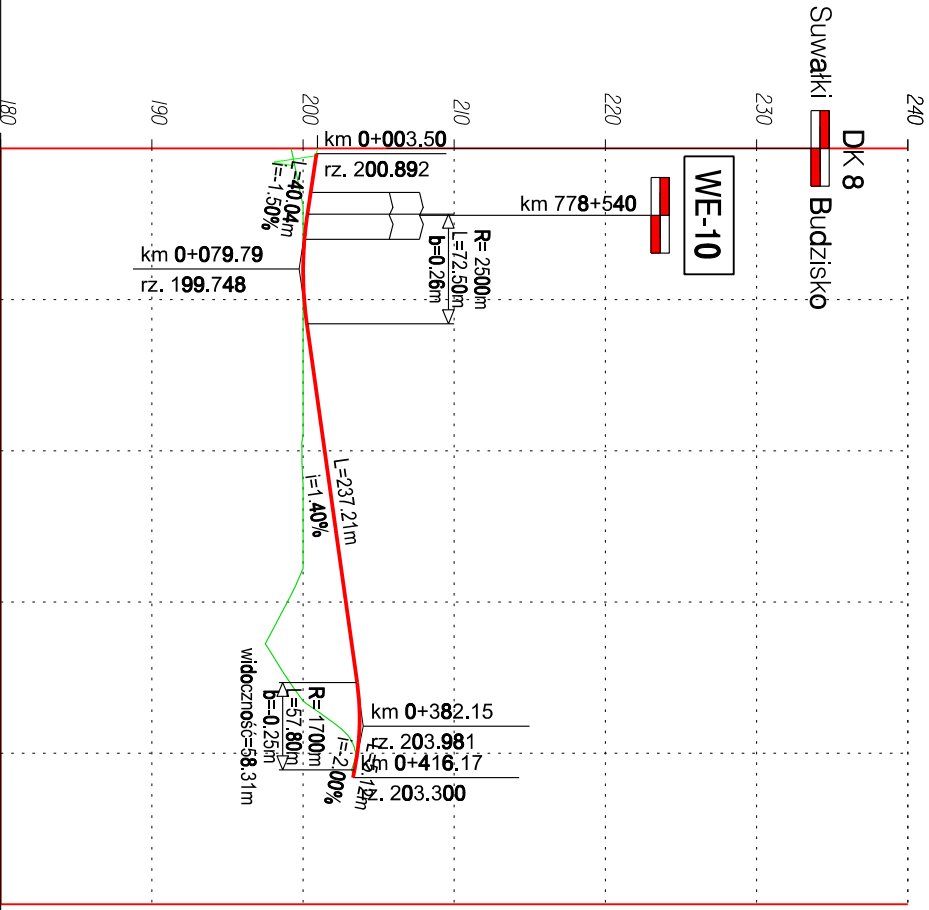 Suwałki
DK 8
Budzisko
180
190
200
210
220
230
240
WE-10
km 778+540
km 0+003.50
rz. 200.892
L=40.04m
i=-1.50%
R= 2500m
L=72.50m
b=0.26m
km 0+079.79
rz. 199.748
L=237.21m
i=1.40%
km 0+382.15
rz. 203.981
R= 1700m
L=57.80m
b=-0.25m
widoczność=58.31m
L=5.12m
i=-2.00%
km 0+416.17
rz. 203.300